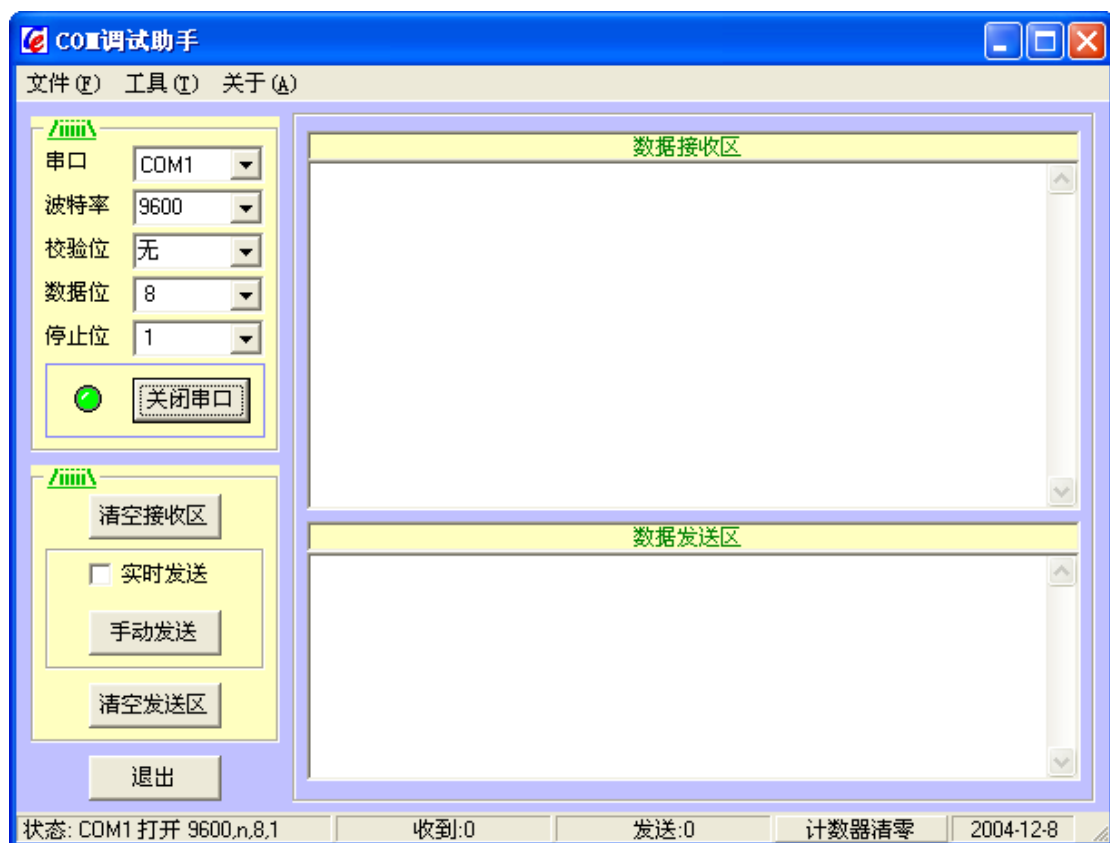 COM调试助手
文件(F) 工具(T) 关于(A)
串口 COM1
波特率 9600
校验位 无
数据位 8
停止位 1
关闭串口
清空接收区
实时发送
手动发送
清空发送区
退出
数据接收区
数据发送区
状态: COM1 打开 9600,n,8,1 收到:0 发送:0 计数器清零 2004-12-8